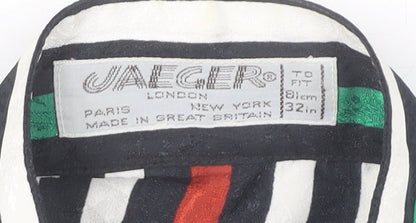 JAEGER®
LONDON
PARIS NEW YORK
MADE IN GREAT BRITAIN
TO
FIT
81cm
32in